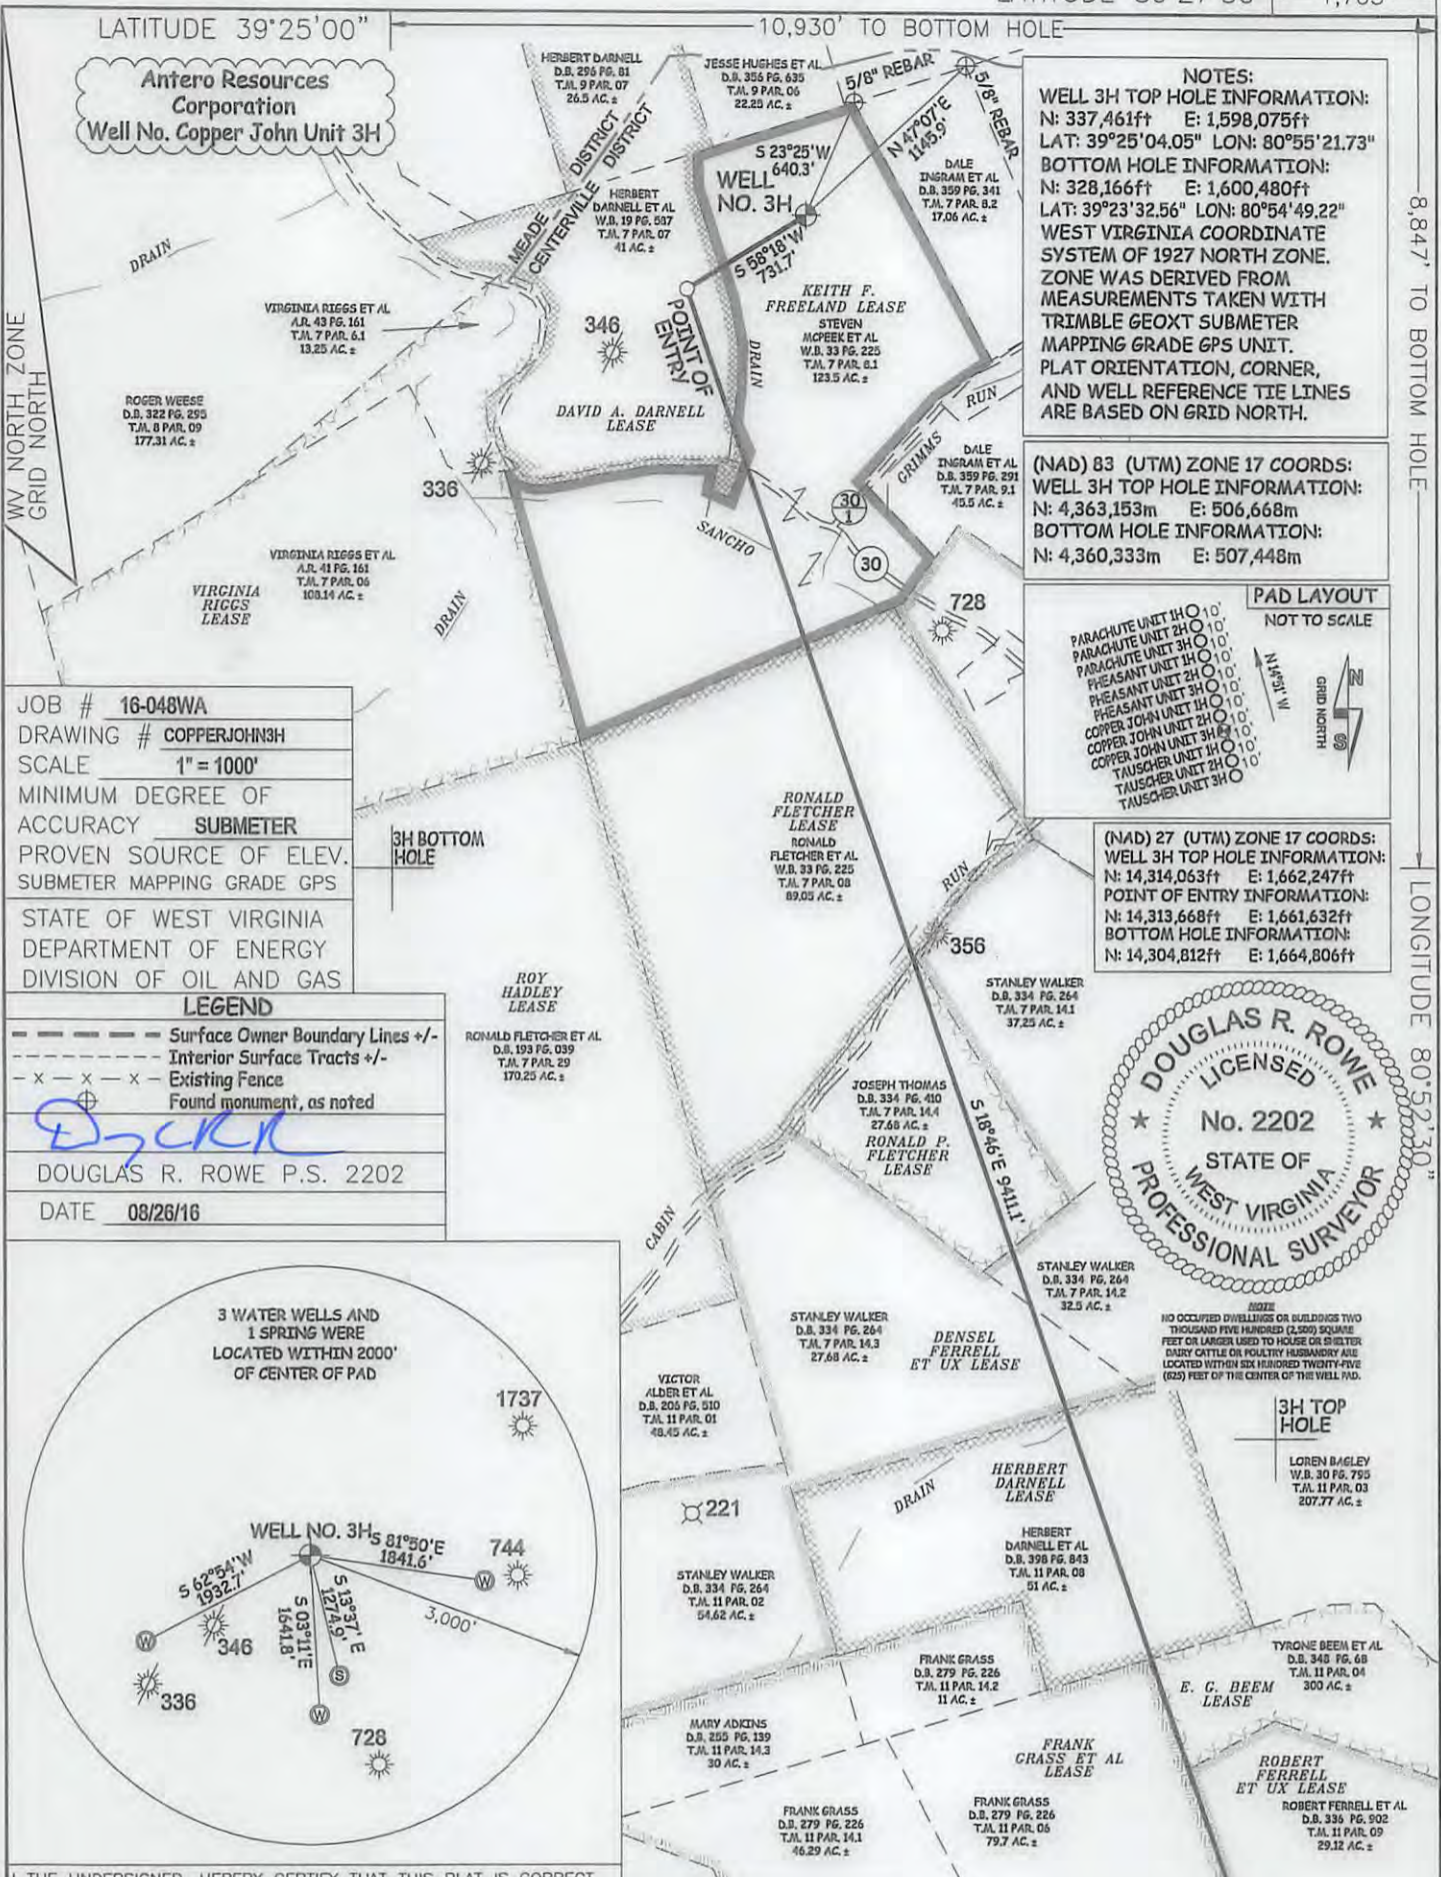 LATITUDE 39°25'00"
10,930' TO BOTTOM HOLE
Antero Resources
Corporation
Well No. Copper John Unit 3H
HERBERT DARNELL
D.B. 296 PG. 81
T.M. 9 PAR. 07
26.5 AC. ±
JESSE HUGHES ET AL
D.B. 356 PG. 635
T.M. 9 PAR. 06
22.25 AC. ±
5/8" REBAR
5/8" REBAR
MEADE DISTRICT
CENTERVILLE DISTRICT
S 23°25'W
640.3'
N 47°07'E
1145.9'
WELL
NO. 3H
DALE
INGRAM ET AL
D.B. 359 PG. 341
T.M. 7 PAR. 8.2
17.06 AC. ±
HERBERT
DARNELL ET AL
W.B. 19 PG. 587
T.M. 7 PAR. 07
41 AC. ±
S 58°18'W
731.7'
DRAIN
VIRGINIA RIGGS ET AL
A.R. 43 PG. 161
T.M. 7 PAR. 6.1
13.25 AC. ±
346
POINT OF
ENTRY
DRAIN
KEITH F.
FREELAND LEASE
STEVEN
MCPEEK ET AL
W.B. 33 PG. 225
T.M. 7 PAR. 8.1
123.5 AC. ±
WV NORTH ZONE
GRID NORTH
ROGER WEESE
D.B. 322 PG. 295
T.M. 8 PAR. 09
177.31 AC. ±
DAVID A. DARNELL
LEASE
GRIMMS RUN
DALE
INGRAM ET AL
D.B. 359 PG. 291
T.M. 7 PAR. 9.1
45.5 AC. ±
336
SANCHO
30
1
30
VIRGINIA RIGGS ET AL
A.R. 41 PG. 161
T.M. 7 PAR. 06
108.14 AC. ±
VIRGINIA
RIGGS
LEASE
DRAIN
728
NOTES:
WELL 3H TOP HOLE INFORMATION:
N: 337,461ft E: 1,598,075ft
LAT: 39°25'04.05" LON: 80°55'21.73"
BOTTOM HOLE INFORMATION:
N: 328,166ft E: 1,600,480ft
LAT: 39°23'32.56" LON: 80°54'49.22"
WEST VIRGINIA COORDINATE
SYSTEM OF 1927 NORTH ZONE.
ZONE WAS DERIVED FROM
MEASUREMENTS TAKEN WITH
TRIMBLE GEOXT SUBMETER
MAPPING GRADE GPS UNIT.
PLAT ORIENTATION, CORNER,
AND WELL REFERENCE TIE LINES
ARE BASED ON GRID NORTH.
8,847' TO BOTTOM HOLE
(NAD) 83 (UTM) ZONE 17 COORDS:
WELL 3H TOP HOLE INFORMATION:
N: 4,363,153m E: 506,668m
BOTTOM HOLE INFORMATION:
N: 4,360,333m E: 507,448m
PAD LAYOUT
NOT TO SCALE
PARACHUTE UNIT 1H 10'
PARACHUTE UNIT 2H 10'
PARACHUTE UNIT 3H 10'
PHEASANT UNIT 1H 10'
PHEASANT UNIT 2H 10'
PHEASANT UNIT 3H 10'
COPPER JOHN UNIT 1H 10'
COPPER JOHN UNIT 2H 10'
COPPER JOHN UNIT 3H 10'
TAUSCHER UNIT 1H 10'
TAUSCHER UNIT 2H 10'
TAUSCHER UNIT 3H
N 14°51' W
GRID NORTH
N
S
(NAD) 27 (UTM) ZONE 17 COORDS:
WELL 3H TOP HOLE INFORMATION:
N: 14,314,063ft E: 1,662,247ft
POINT OF ENTRY INFORMATION:
N: 14,313,668ft E: 1,661,632ft
BOTTOM HOLE INFORMATION:
N: 14,304,812ft E: 1,664,806ft
LONGITUDE 80°52'30"
JOB # 16-048WA
DRAWING # COPPERJOHN3H
SCALE 1" = 1000'
MINIMUM DEGREE OF
ACCURACY SUBMETER
PROVEN SOURCE OF ELEV.
SUBMETER MAPPING GRADE GPS
STATE OF WEST VIRGINIA
DEPARTMENT OF ENERGY
DIVISION OF OIL AND GAS
3H BOTTOM
HOLE
LEGEND
Surface Owner Boundary Lines +/-
Interior Surface Tracts +/-
x x x Existing Fence
Found monument, as noted
DOUGLAS R. ROWE P.S. 2202
DATE 08/26/16
RONALD
FLETCHER
LEASE
RONALD
FLETCHER ET AL
W.B. 33 PG. 225
T.M. 7 PAR. 08
89.05 AC. ±
ROY
HADLEY
LEASE
RONALD FLETCHER ET AL
D.B. 193 PG. 039
T.M. 7 PAR. 29
170.25 AC. ±
CABIN RUN
356
STANLEY WALKER
D.B. 334 PG. 264
T.M. 7 PAR. 14.1
37.25 AC. ±
JOSEPH THOMAS
D.B. 334 PG. 410
T.M. 7 PAR. 14.4
27.68 AC. ±
RONALD P.
FLETCHER
LEASE
S 18°46'E 9411.1'
DOUGLAS R. ROWE
LICENSED
No. 2202
STATE OF
WEST VIRGINIA
PROFESSIONAL SURVEYOR
STANLEY WALKER
D.B. 334 PG. 264
T.M. 7 PAR. 14.2
32.5 AC. ±
NOTE
NO OCCUPIED DWELLINGS OR BUILDINGS TWO
THOUSAND FIVE HUNDRED (2,500) SQUARE
FEET OR LARGER USED TO HOUSE OR SHELTER
DAIRY CATTLE OR POULTRY HUSBANDRY ARE
LOCATED WITHIN SIX HUNDRED TWENTY-FIVE
(625) FEET OF THE CENTER OF THE WELL PAD.
STANLEY WALKER
D.B. 334 PG. 264
T.M. 7 PAR. 14.3
27.68 AC. ±
DENSEL
FERRELL
ET UX LEASE
3H TOP
HOLE
VICTOR
ALDER ET AL
D.B. 206 PG. 510
T.M. 11 PAR. 01
48.45 AC. ±
LOREN BAGLEY
W.B. 30 PG. 795
T.M. 11 PAR. 03
207.77 AC. ±
221
DRAIN
HERBERT
DARNELL
LEASE
HERBERT
DARNELL ET AL
D.B. 398 PG. 843
T.M. 11 PAR. 08
51 AC. ±
STANLEY WALKER
D.B. 334 PG. 264
T.M. 11 PAR. 02
54.62 AC. ±
FRANK GRASS
D.B. 279 PG. 226
T.M. 11 PAR. 14.2
11 AC. ±
TYRONE BEEM ET AL
D.B. 348 PG. 68
T.M. 11 PAR. 04
300 AC. ±
E. G. BEEM
LEASE
MARY ADKINS
D.B. 255 PG. 139
T.M. 11 PAR. 14.3
30 AC. ±
FRANK
GRASS ET AL
LEASE
ROBERT
FERRELL
ET UX LEASE
FRANK GRASS
D.B. 279 PG. 226
T.M. 11 PAR. 14.1
46.29 AC. ±
FRANK GRASS
D.B. 279 PG. 226
T.M. 11 PAR. 06
79.7 AC. ±
ROBERT FERRELL ET AL
D.B. 336 PG. 902
T.M. 11 PAR. 09
29.12 AC. ±
3 WATER WELLS AND
1 SPRING WERE
LOCATED WITHIN 2000'
OF CENTER OF PAD
1737
WELL NO. 3H
S 81°50'E
1841.6'
744
W
S 62°54'W
1932.7'
S 13°37' E
1274.9'
S 03°11'E
1641.8'
3,000'
W
346
S
336
W
728